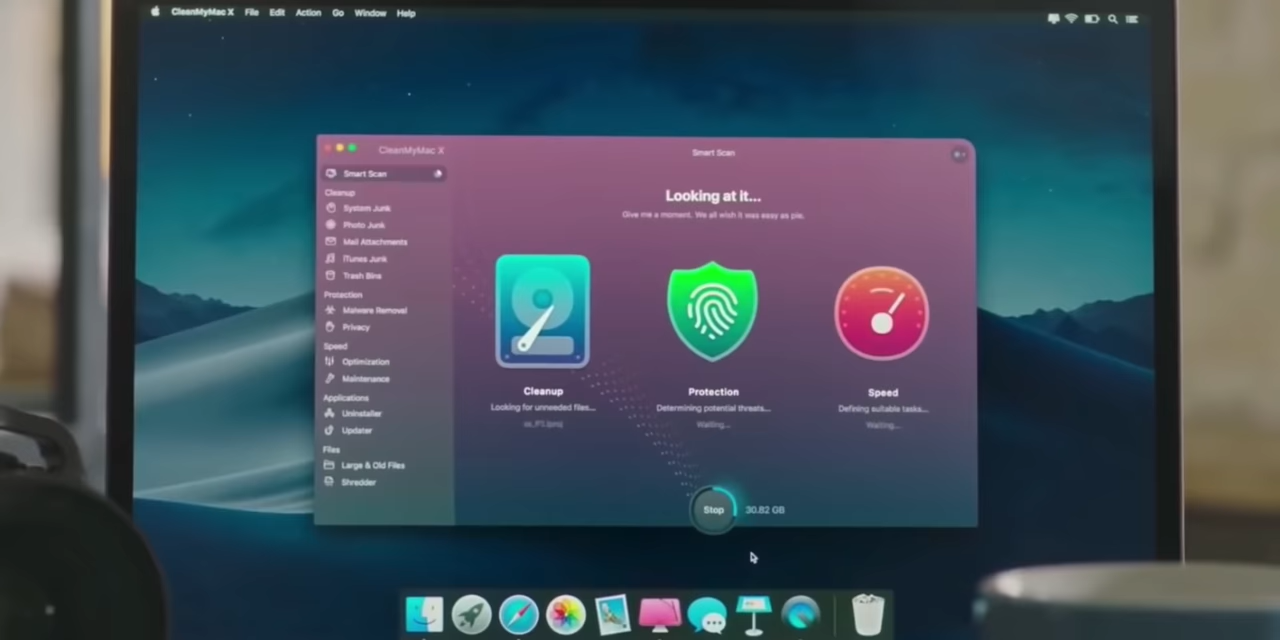 CleanMyMac X File Edit Action Go Window Help
CleanMyMac X
Smart Scan
Smart Scan
Cleanup
System Junk
Photo Junk
Mail Attachments
iTunes Junk
Trash Bins
Protection
Malware Removal
Privacy
Speed
Optimization
Maintenance
Applications
Uninstaller
Updater
Files
Large & Old Files
Shredder
Looking at it...
Give me a moment. We all wish it was easy as pie.
Cleanup
Looking for unneeded files...
Protection
Determining potential threats...
Waiting...
Speed
Defining suitable tasks...
Waiting...
Stop
30.82 GB